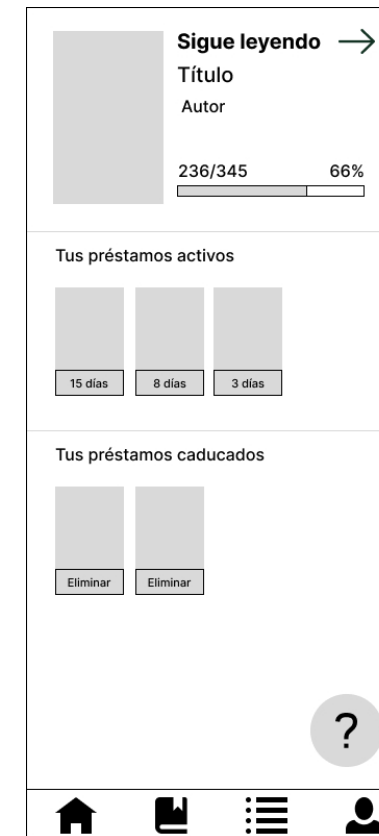 Sigue leyendo
Título
Autor
236/345 66%
Tus préstamos activos
15 días 8 días 3 días
Tus préstamos caducados
Eliminar Eliminar
?